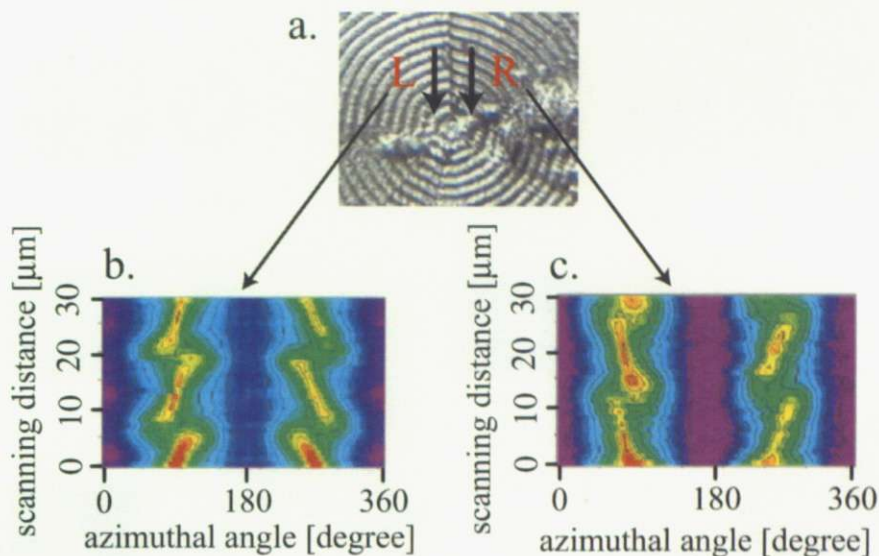 a.
L R
b.
scanning distance [μm]
30
20
10
0
0 180 360
azimuthal angle [degree]
c.
scanning distance [μm]
30
20
10
0
0 180 360
azimuthal angle [degree]